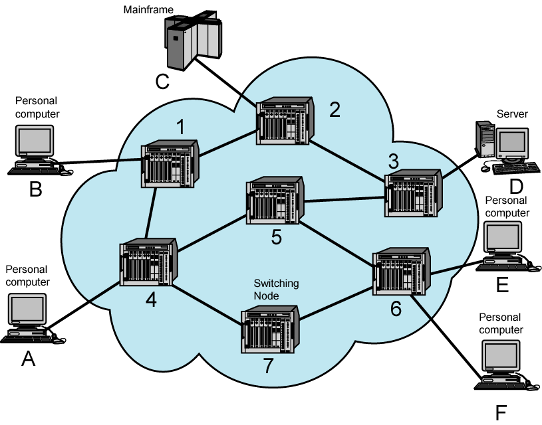 Mainframe
C
2
Personal
computer
1
B
Server
3
D
Personal
computer
5
E
Personal
computer
4
Switching
Node
6
A
7
Personal
computer
F